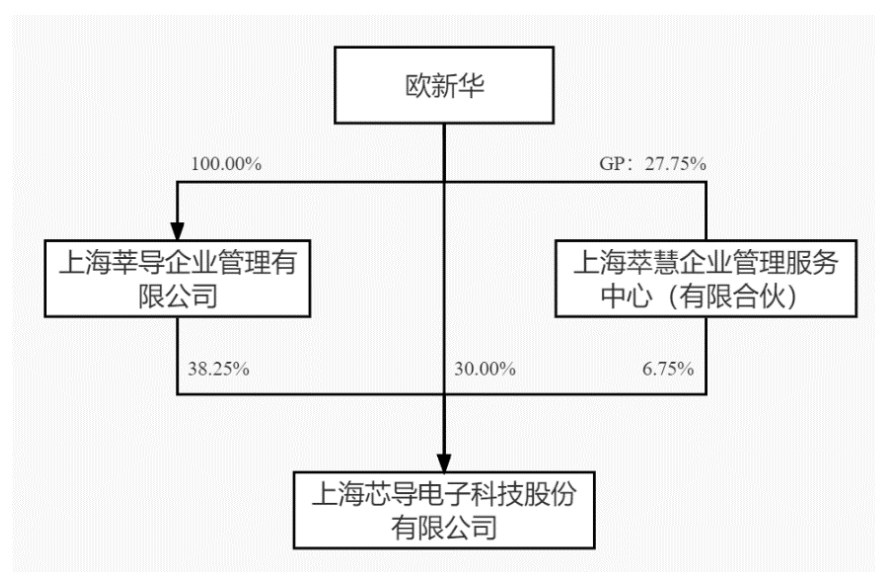 欧新华
100.00%
GP：27.75%
上海莘导企业管理有
限公司
上海萃慧企业管理服务
中心（有限合伙）
38.25%
30.00%
6.75%
上海芯导电子科技股份
有限公司